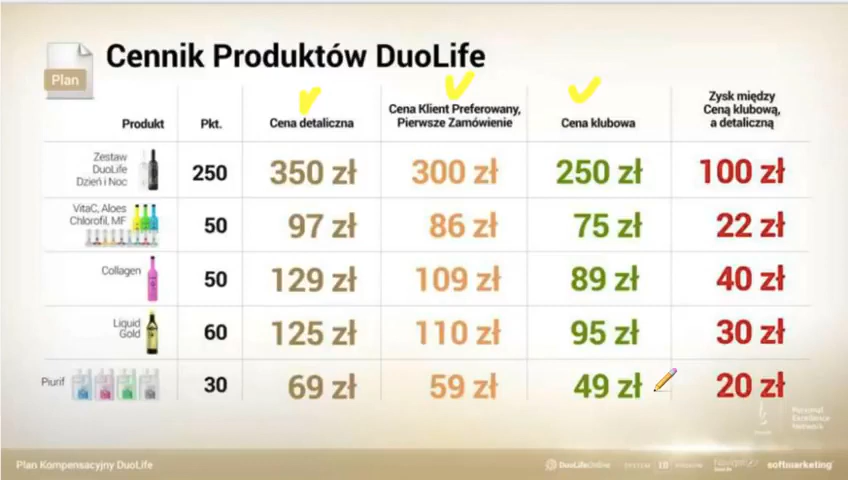 Cennik Produktów DuoLife
Plan
Produkt
Pkt.
Cena detaliczna
Cena Klient Preferowany,
Pierwsze Zamówienie
Cena klubowa
Zysk między
Ceną klubową,
a detaliczną
Zestaw
DuoLife
Dzień i Noc
250
350 zł
300 zł
250 zł
100 zł
VitaC, Aloes
Chlorofil, MF
50
97 zł
86 zł
75 zł
22 zł
Collagen
50
129 zł
109 zł
89 zł
40 zł
Liquid
Gold
60
125 zł
110 zł
95 zł
30 zł
Piurif
30
69 zł
59 zł
49 zł
20 zł
Personal
Excellence
Network
Plan Kompensacyjny DuoLife
DuoLifeOnline
softmarketing